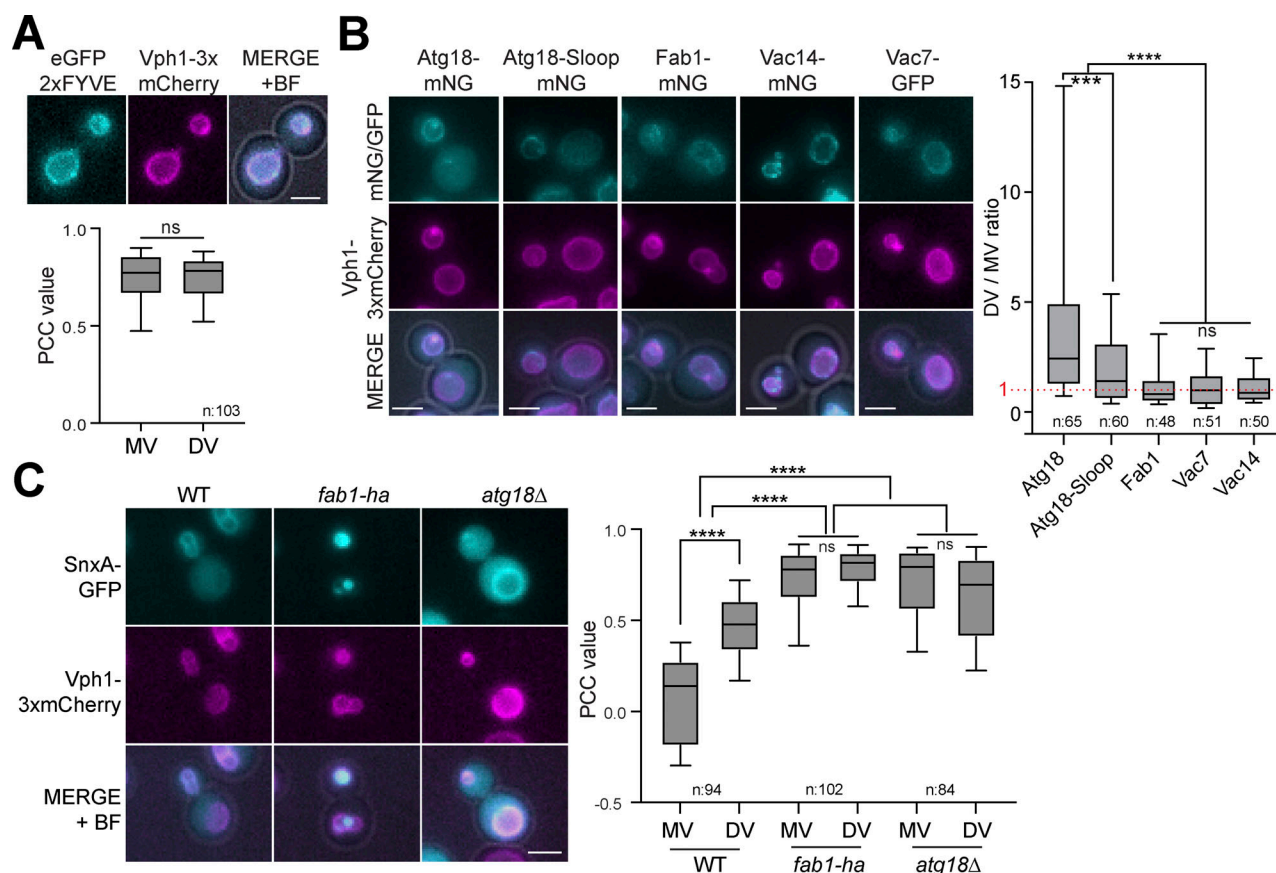 A
eGFP Vph1-3x MERGE
2xFYVE mCherry +BF
ns
1.0
0.5
0.0
PCC value
n:103
MV DV
B
Atg18- Atg18-Sloop Fab1- Vac14- Vac7-
mNG mNG mNG mNG GFP
mNG/GFP
Vph1-
3xmCherry
MERGE
****
***
15
10
5
1
0
DV / MV ratio
ns
n:65 n:60 n:48 n:51 n:50
Atg18 Atg18-Sloop Fab1 Vac7 Vac14
C
WT fab1-ha atg18Δ
SnxA-
GFP
Vph1-
3xmCherry
MERGE
+ BF
****
****
****
ns ns
1.0
0.5
0.0
-0.5
PCC value
n:94 n:102 n:84
MV DV MV DV MV DV
WT fab1-ha atg18Δ